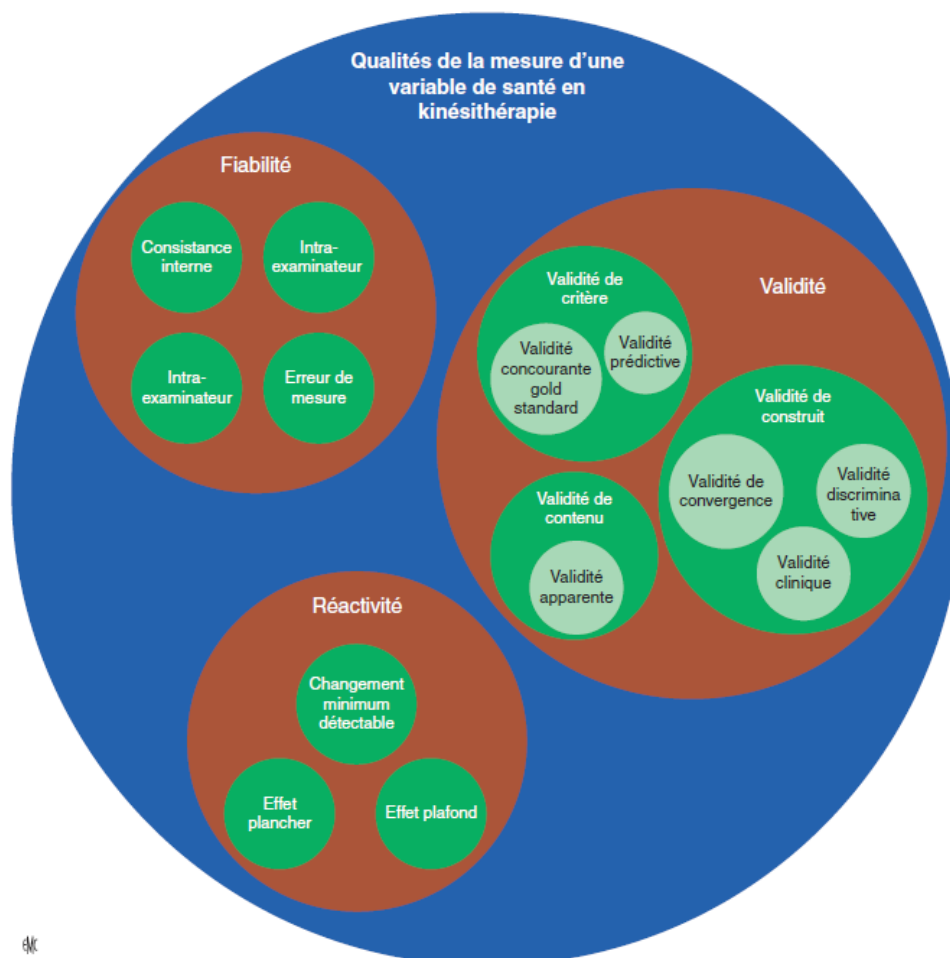 Qualités de la mesure d'une
variable de santé en
kinésithérapie
Fiabilité
Consistance
interne
Intra-
examinateur
Intra-
examinateur
Erreur de
mesure
Validité
Validité de
critère
Validité
concourante
gold
standard
Validité
prédictive
Validité de
construit
Validité de
convergence
Validité
discrimina
tive
Validité
clinique
Validité de
contenu
Validité
apparente
Réactivité
Changement
minimum
détectable
Effet
plancher
Effet plafond
EMC